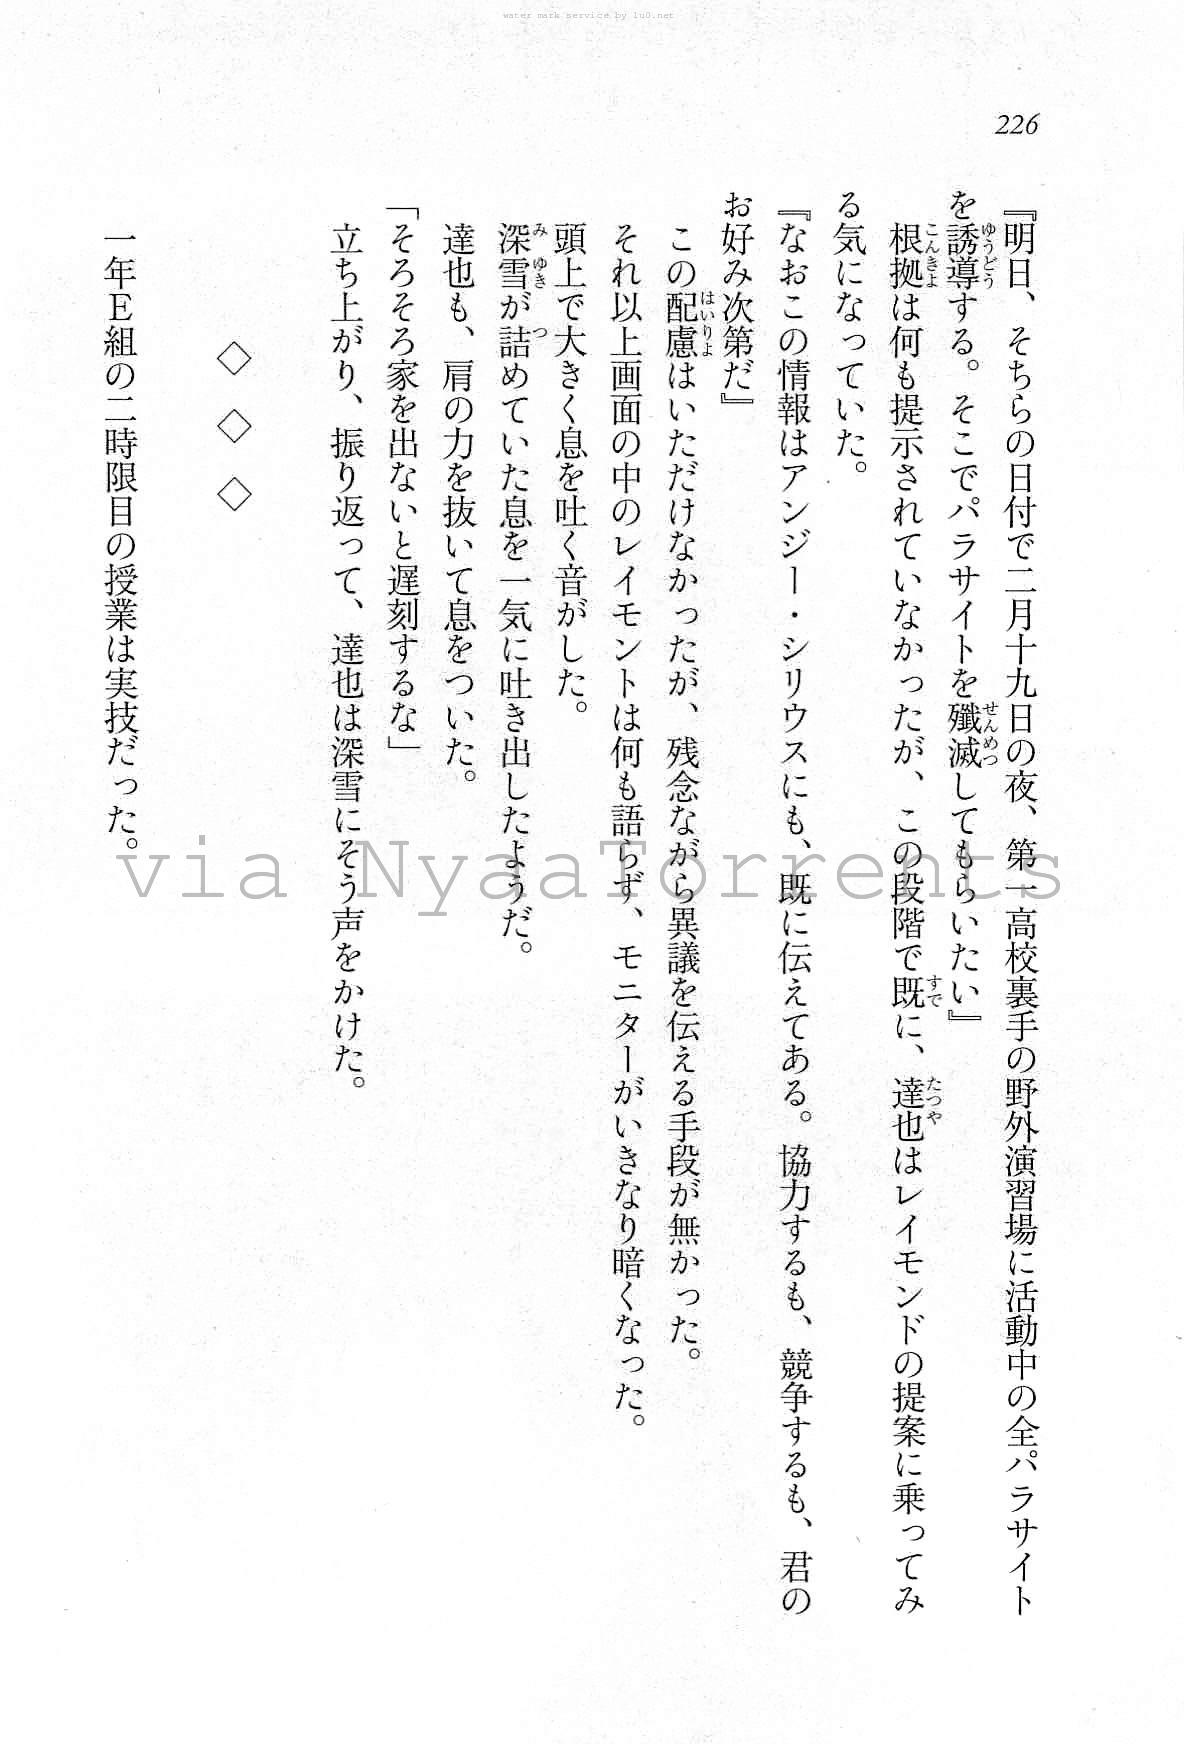 water mark service by lu0.net
226
『明日、そちらの日付で二月十九日の夜、第一高校裏手の野外演習場に活動中の全パラサイト
を誘導する。そこでパラサイトを殲滅してもらいたい』
根拠は何も提示されていなかったが、この段階で既に、達也はレイモンドの提案に乗ってみ
る気になっていた。
『なおこの情報はアンジー・シリウスにも、既に伝えてある。協力するも、競争するも、君の
お好み次第だ』
この配慮はいただけなかったが、残念ながら異議を伝える手段が無かった。
それ以上画面の中のレイモントは何も語らず、モニターがいきなり暗くなった。
頭上で大きく息を吐く音がした。
深雪が詰めていた息を一気に吐き出したようだ。
達也も、肩の力を抜いて息をついた。
「そろそろ家を出ないと遅刻するな」
立ち上がり、振り返って、達也は深雪にそう声をかけた。
◇ ◇ ◇
一年E組の二時限目の授業は実技だった。
via NyaaTorrents